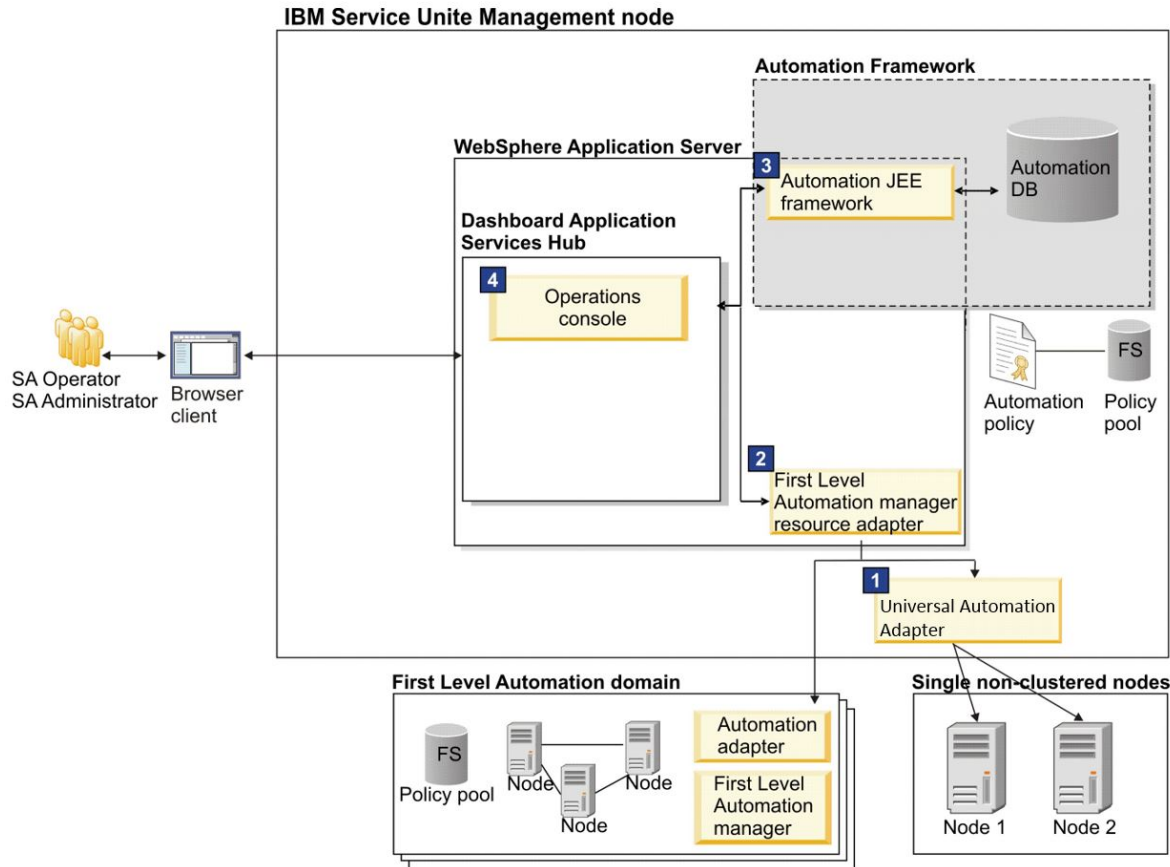 IBM Service Unite Management node
Automation Framework
WebSphere Application Server
3
Automation JEE
framework
Automation
DB
Dashboard Application
Services Hub
4
Operations
console
SA Operator
SA Administrator
Browser
client
Automation
policy
FS
Policy
pool
2
First Level
Automation manager
resource adapter
1
Universal Automation
Adapter
First Level Automation domain
FS
Policy pool
Node
Node
Node
Automation
adapter
First Level
Automation
manager
Single non-clustered nodes
Node 1
Node 2